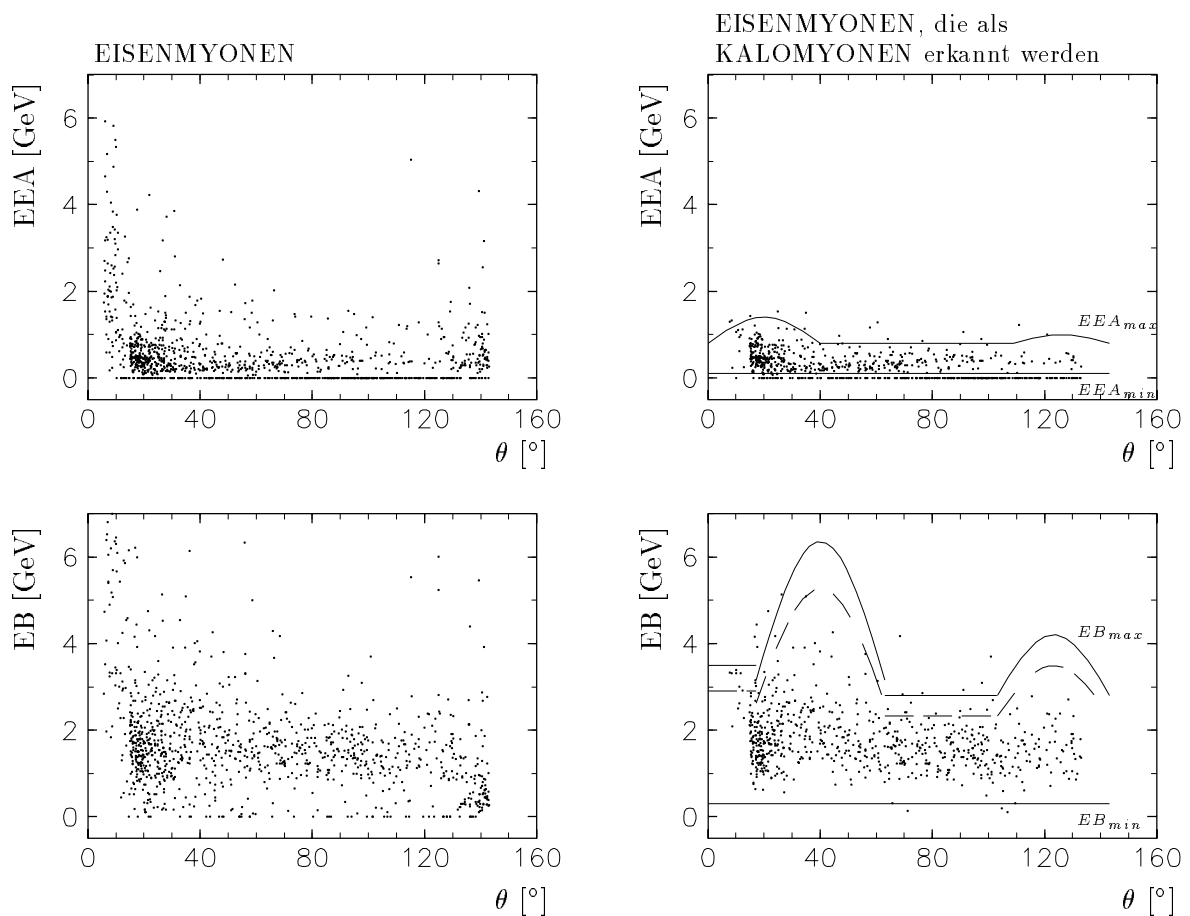 EISENMYONEN
EEA [GeV]
6
4
2
0
0 40 80 120 160
θ [°]
EISENMYONEN, die als
KALOMYONEN erkannt werden
EEA [GeV]
6
4
2
0
EEA_max
EEA_min
0 40 80 120 160
θ [°]
EB [GeV]
6
4
2
0
0 40 80 120 160
θ [°]
EB [GeV]
6
4
2
0
EB_max
EB_min
0 40 80 120 160
θ [°]